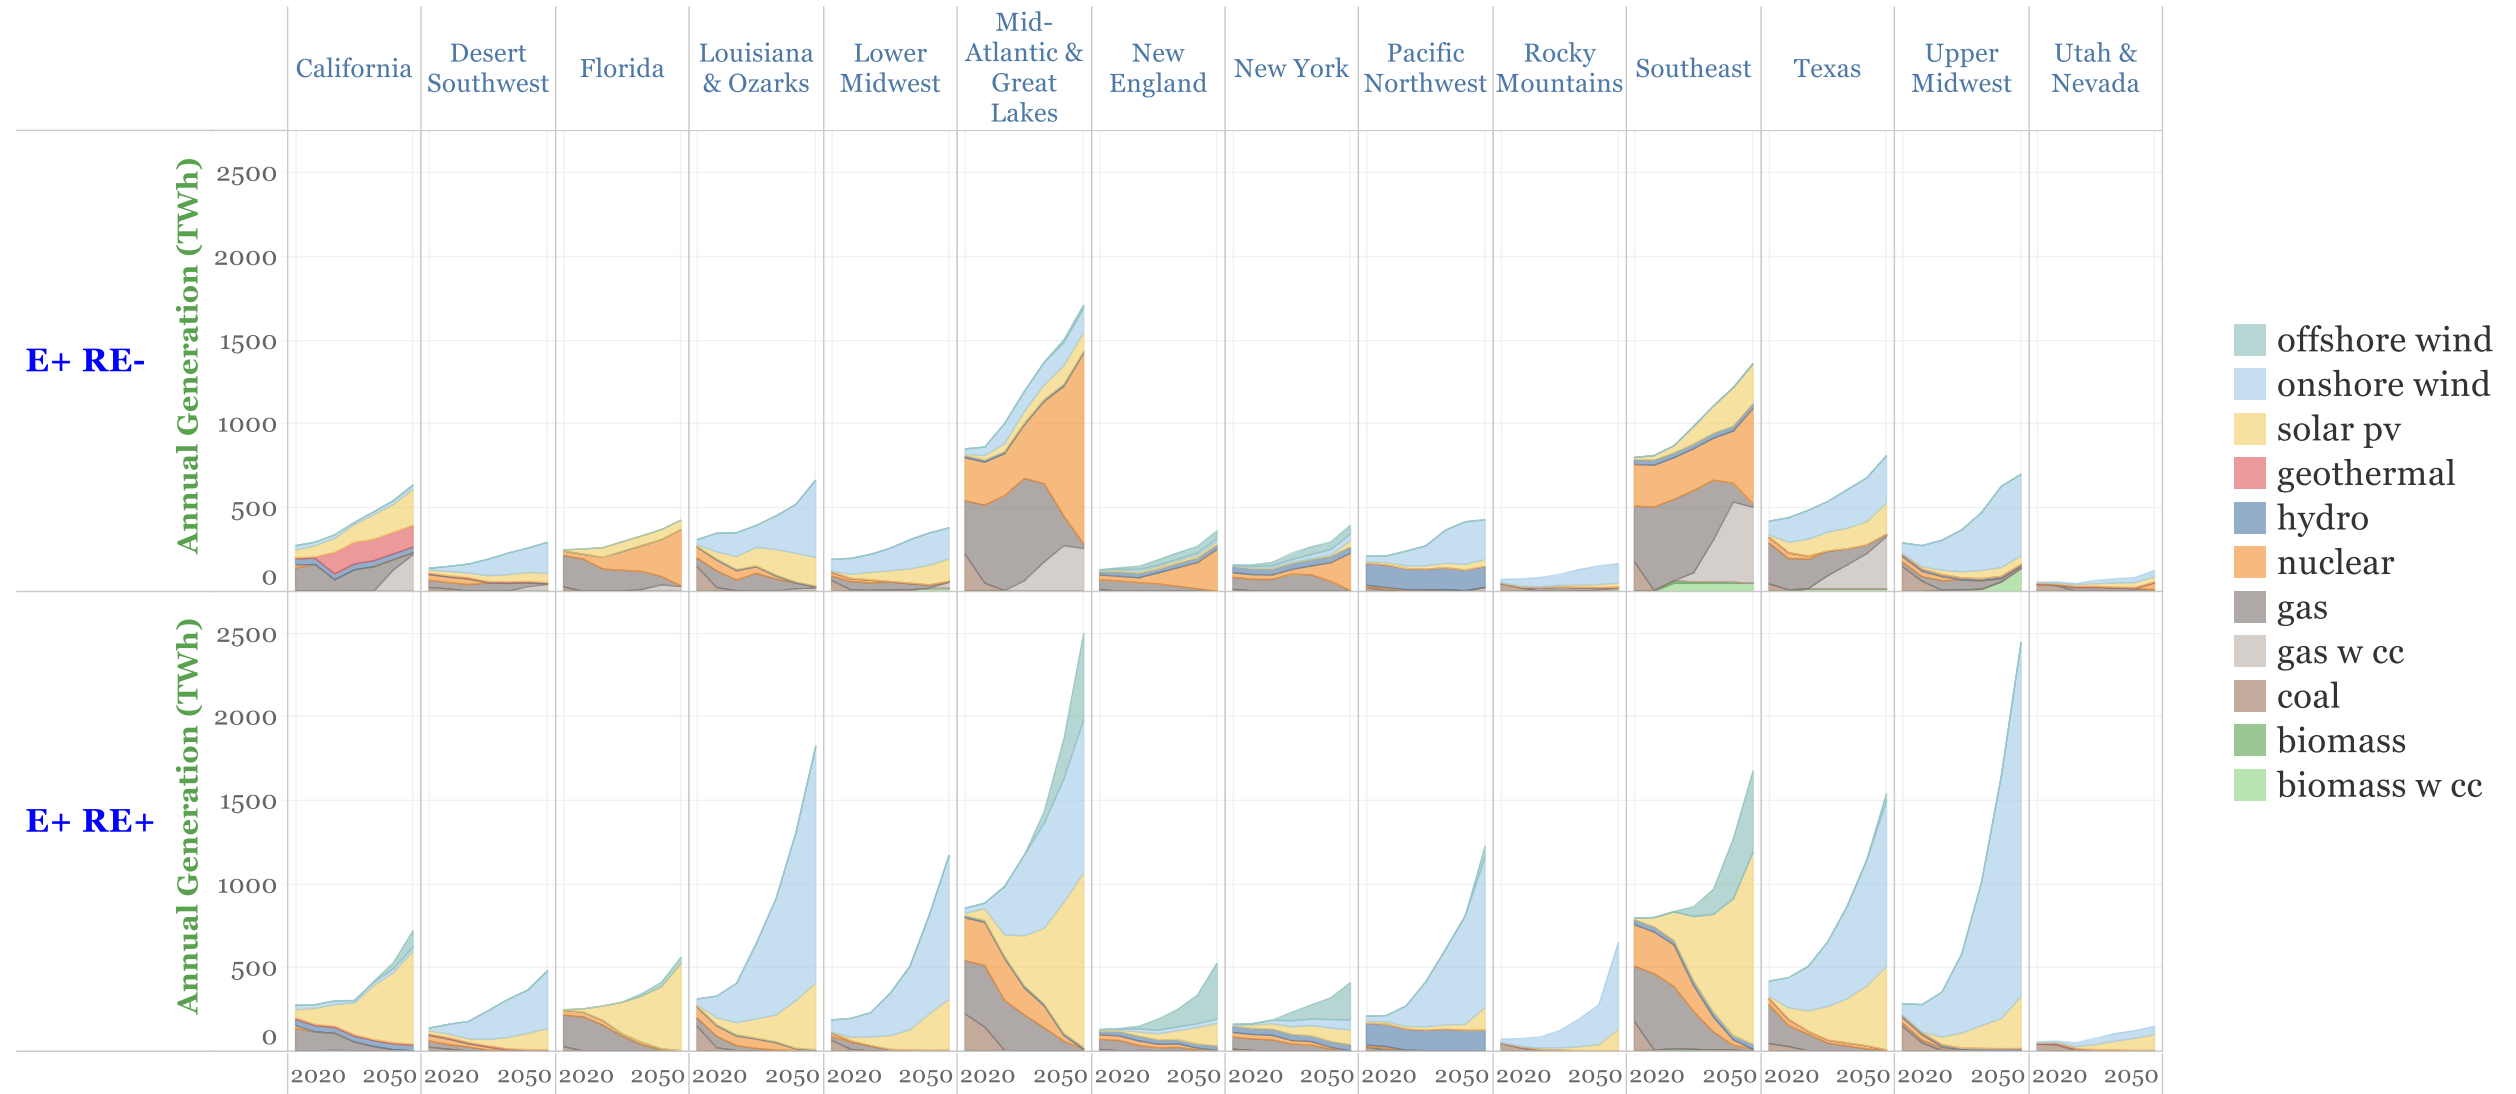 California
Desert
Southwest
Florida
Louisiana
& Ozarks
Lower
Midwest
Mid-
Atlantic &
Great
Lakes
New
England
New York
Pacific
Northwest
Rocky
Mountains
Southeast
Texas
Upper
Midwest
Utah &
Nevada
E+ RE-
Annual Generation (TWh)
2500
2000
1500
1000
500
0
E+ RE+
Annual Generation (TWh)
2500
2000
1500
1000
500
0
2020 2050 2020 2050 2020 2050 2020 2050 2020 2050 2020 2050 2020 2050 2020 2050 2020 2050 2020 2050 2020 2050 2020 2050 2020 2050 2020 2050
offshore wind
onshore wind
solar pv
geothermal
hydro
nuclear
gas
gas w cc
coal
biomass
biomass w cc